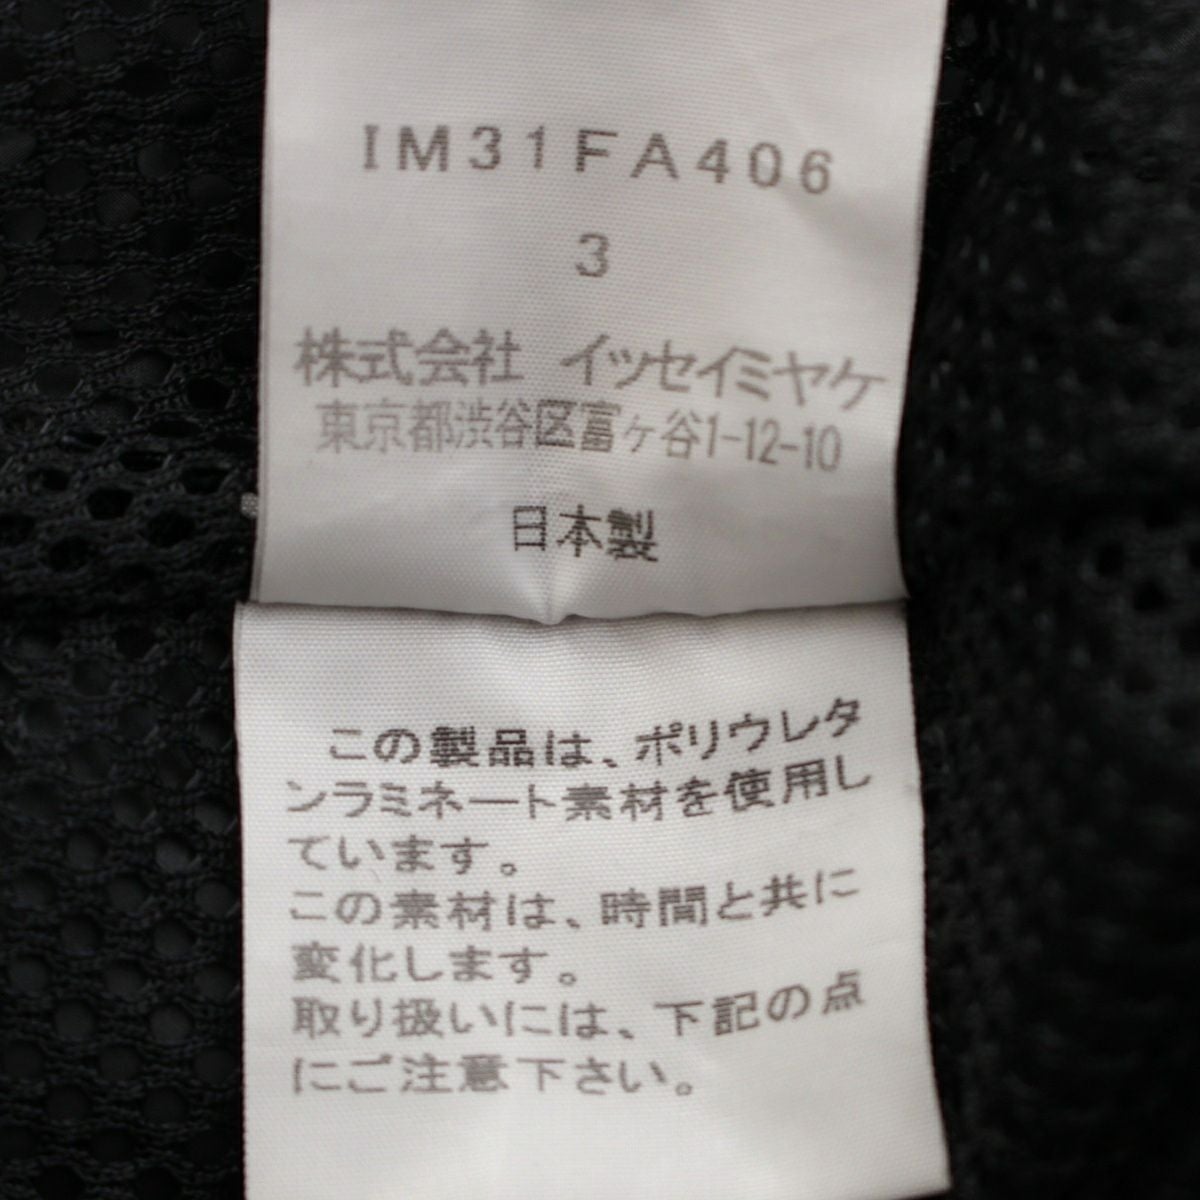 IM31FA406
3
株式会社 イッセイミヤケ
東京都渋谷区富ヶ谷1-12-10
日本製
この製品は、ポリウレタ
ンラミネート素材を使用し
ています。
この素材は、時間と共に
変化します。
取り扱いには、下記の点
にご注意下さい。